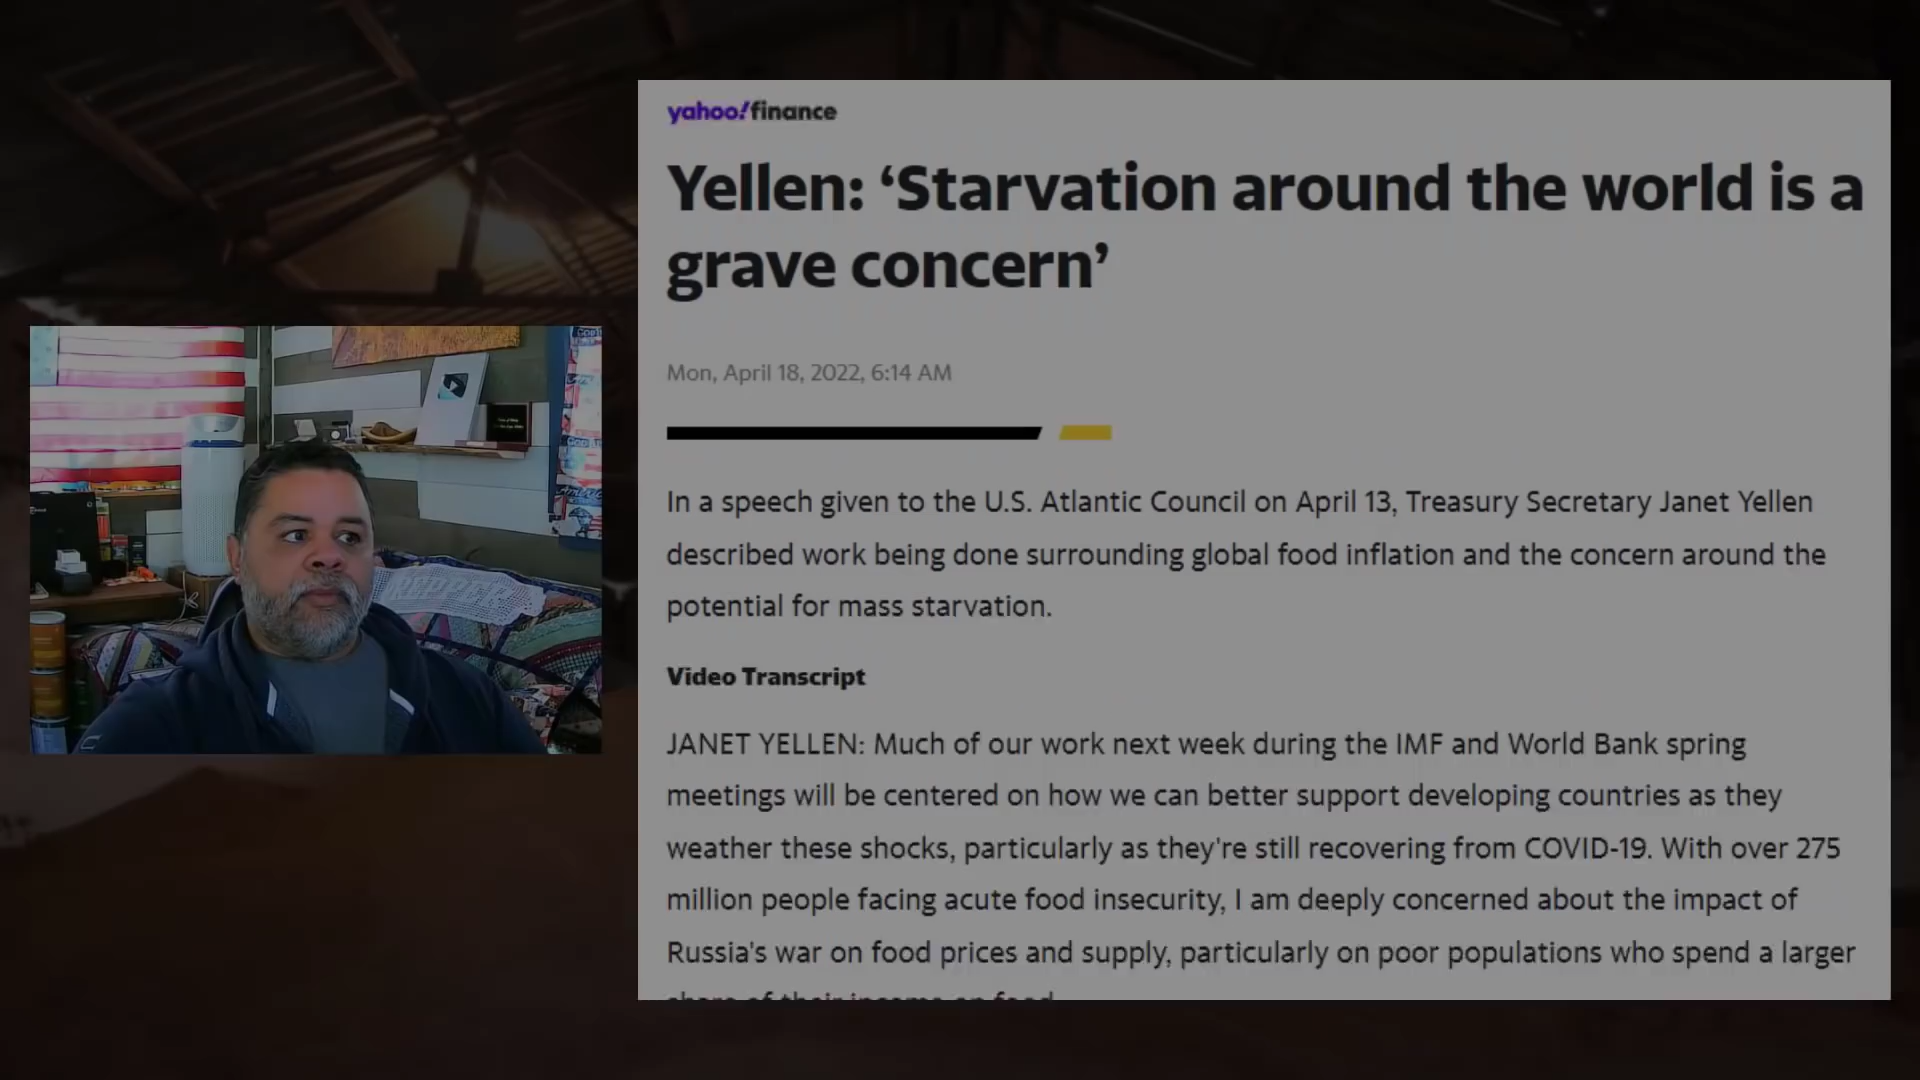 yahoo!finance
Yellen: ‘Starvation around the world is a
grave concern’
Mon, April 18, 2022, 6:14 AM
In a speech given to the U.S. Atlantic Council on April 13, Treasury Secretary Janet Yellen
described work being done surrounding global food inflation and the concern around the
potential for mass starvation.
Video Transcript
JANET YELLEN: Much of our work next week during the IMF and World Bank spring
meetings will be centered on how we can better support developing countries as they
weather these shocks, particularly as they're still recovering from COVID-19. With over 275
million people facing acute food insecurity, I am deeply concerned about the impact of
Russia's war on food prices and supply, particularly on poor populations who spend a larger
share of their income on food